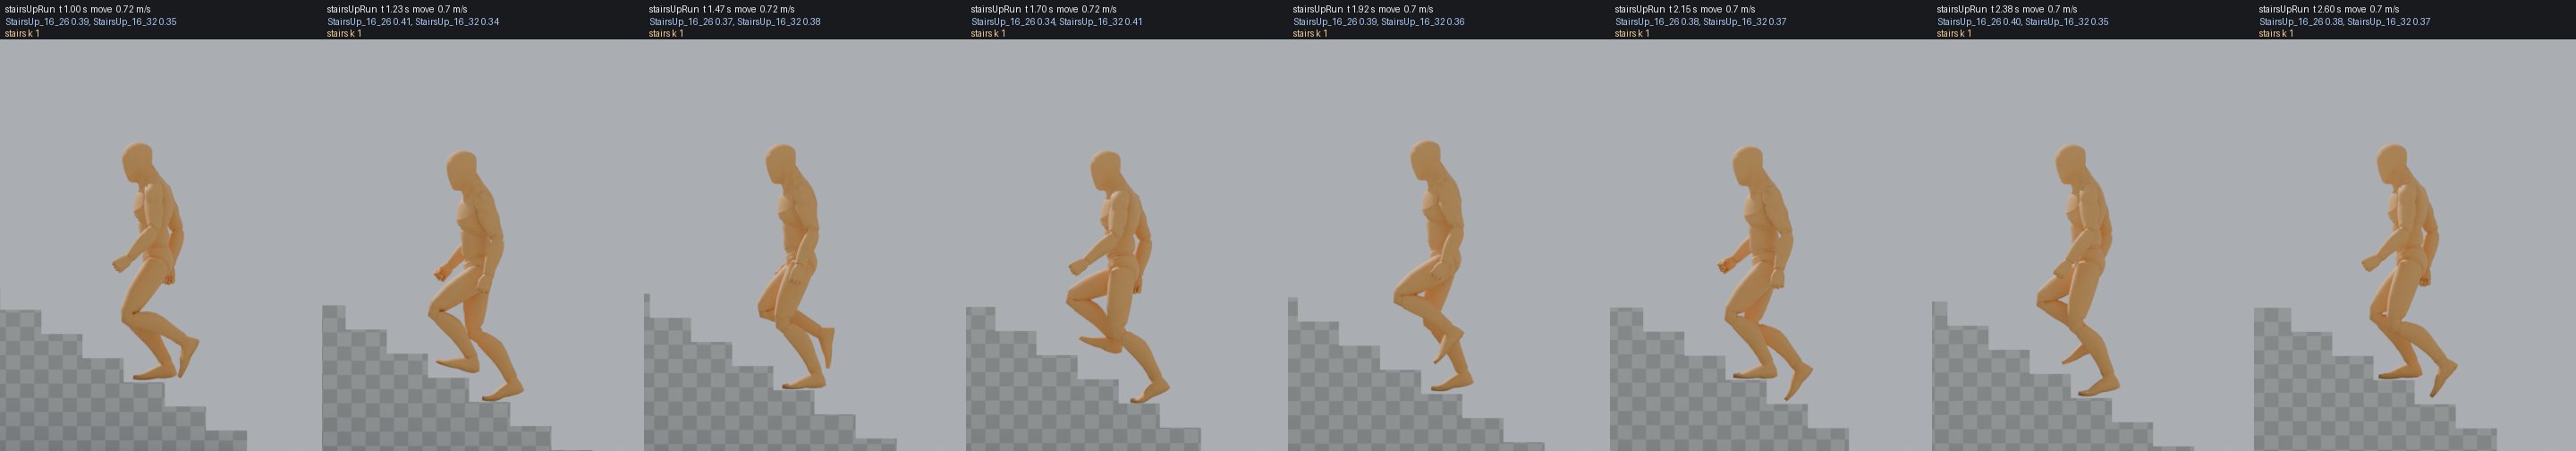 stairsUpRun t 1.00 s move 0.72 m/s
StairsUp_16_26 0.39, StairsUp_16_32 0.35
stairs k 1
stairsUpRun t 1.23 s move 0.7 m/s
StairsUp_16_26 0.41, StairsUp_16_32 0.34
stairs k 1
stairsUpRun t 1.47 s move 0.72 m/s
StairsUp_16_26 0.37, StairsUp_16_32 0.38
stairs k 1
stairsUpRun t 1.70 s move 0.72 m/s
StairsUp_16_26 0.34, StairsUp_16_32 0.41
stairs k 1
stairsUpRun t 1.92 s move 0.7 m/s
StairsUp_16_26 0.39, StairsUp_16_32 0.36
stairs k 1
stairsUpRun t 2.15 s move 0.7 m/s
StairsUp_16_26 0.38, StairsUp_16_32 0.37
stairs k 1
stairsUpRun t 2.38 s move 0.7 m/s
StairsUp_16_26 0.40, StairsUp_16_32 0.35
stairs k 1
stairsUpRun t 2.60 s move 0.7 m/s
StairsUp_16_26 0.38, StairsUp_16_32 0.37
stairs k 1